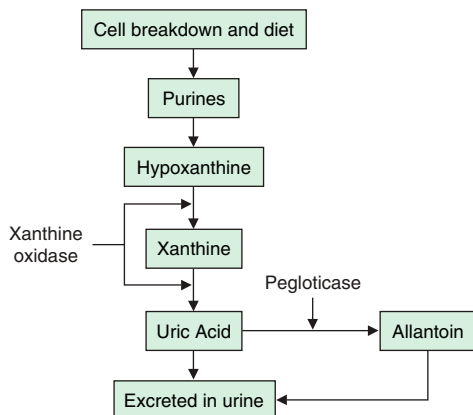 Cell breakdown and diet
Purines
Hypoxanthine
Xanthine
oxidase
Xanthine
Pegloticase
Uric Acid
Allantoin
Excreted in urine